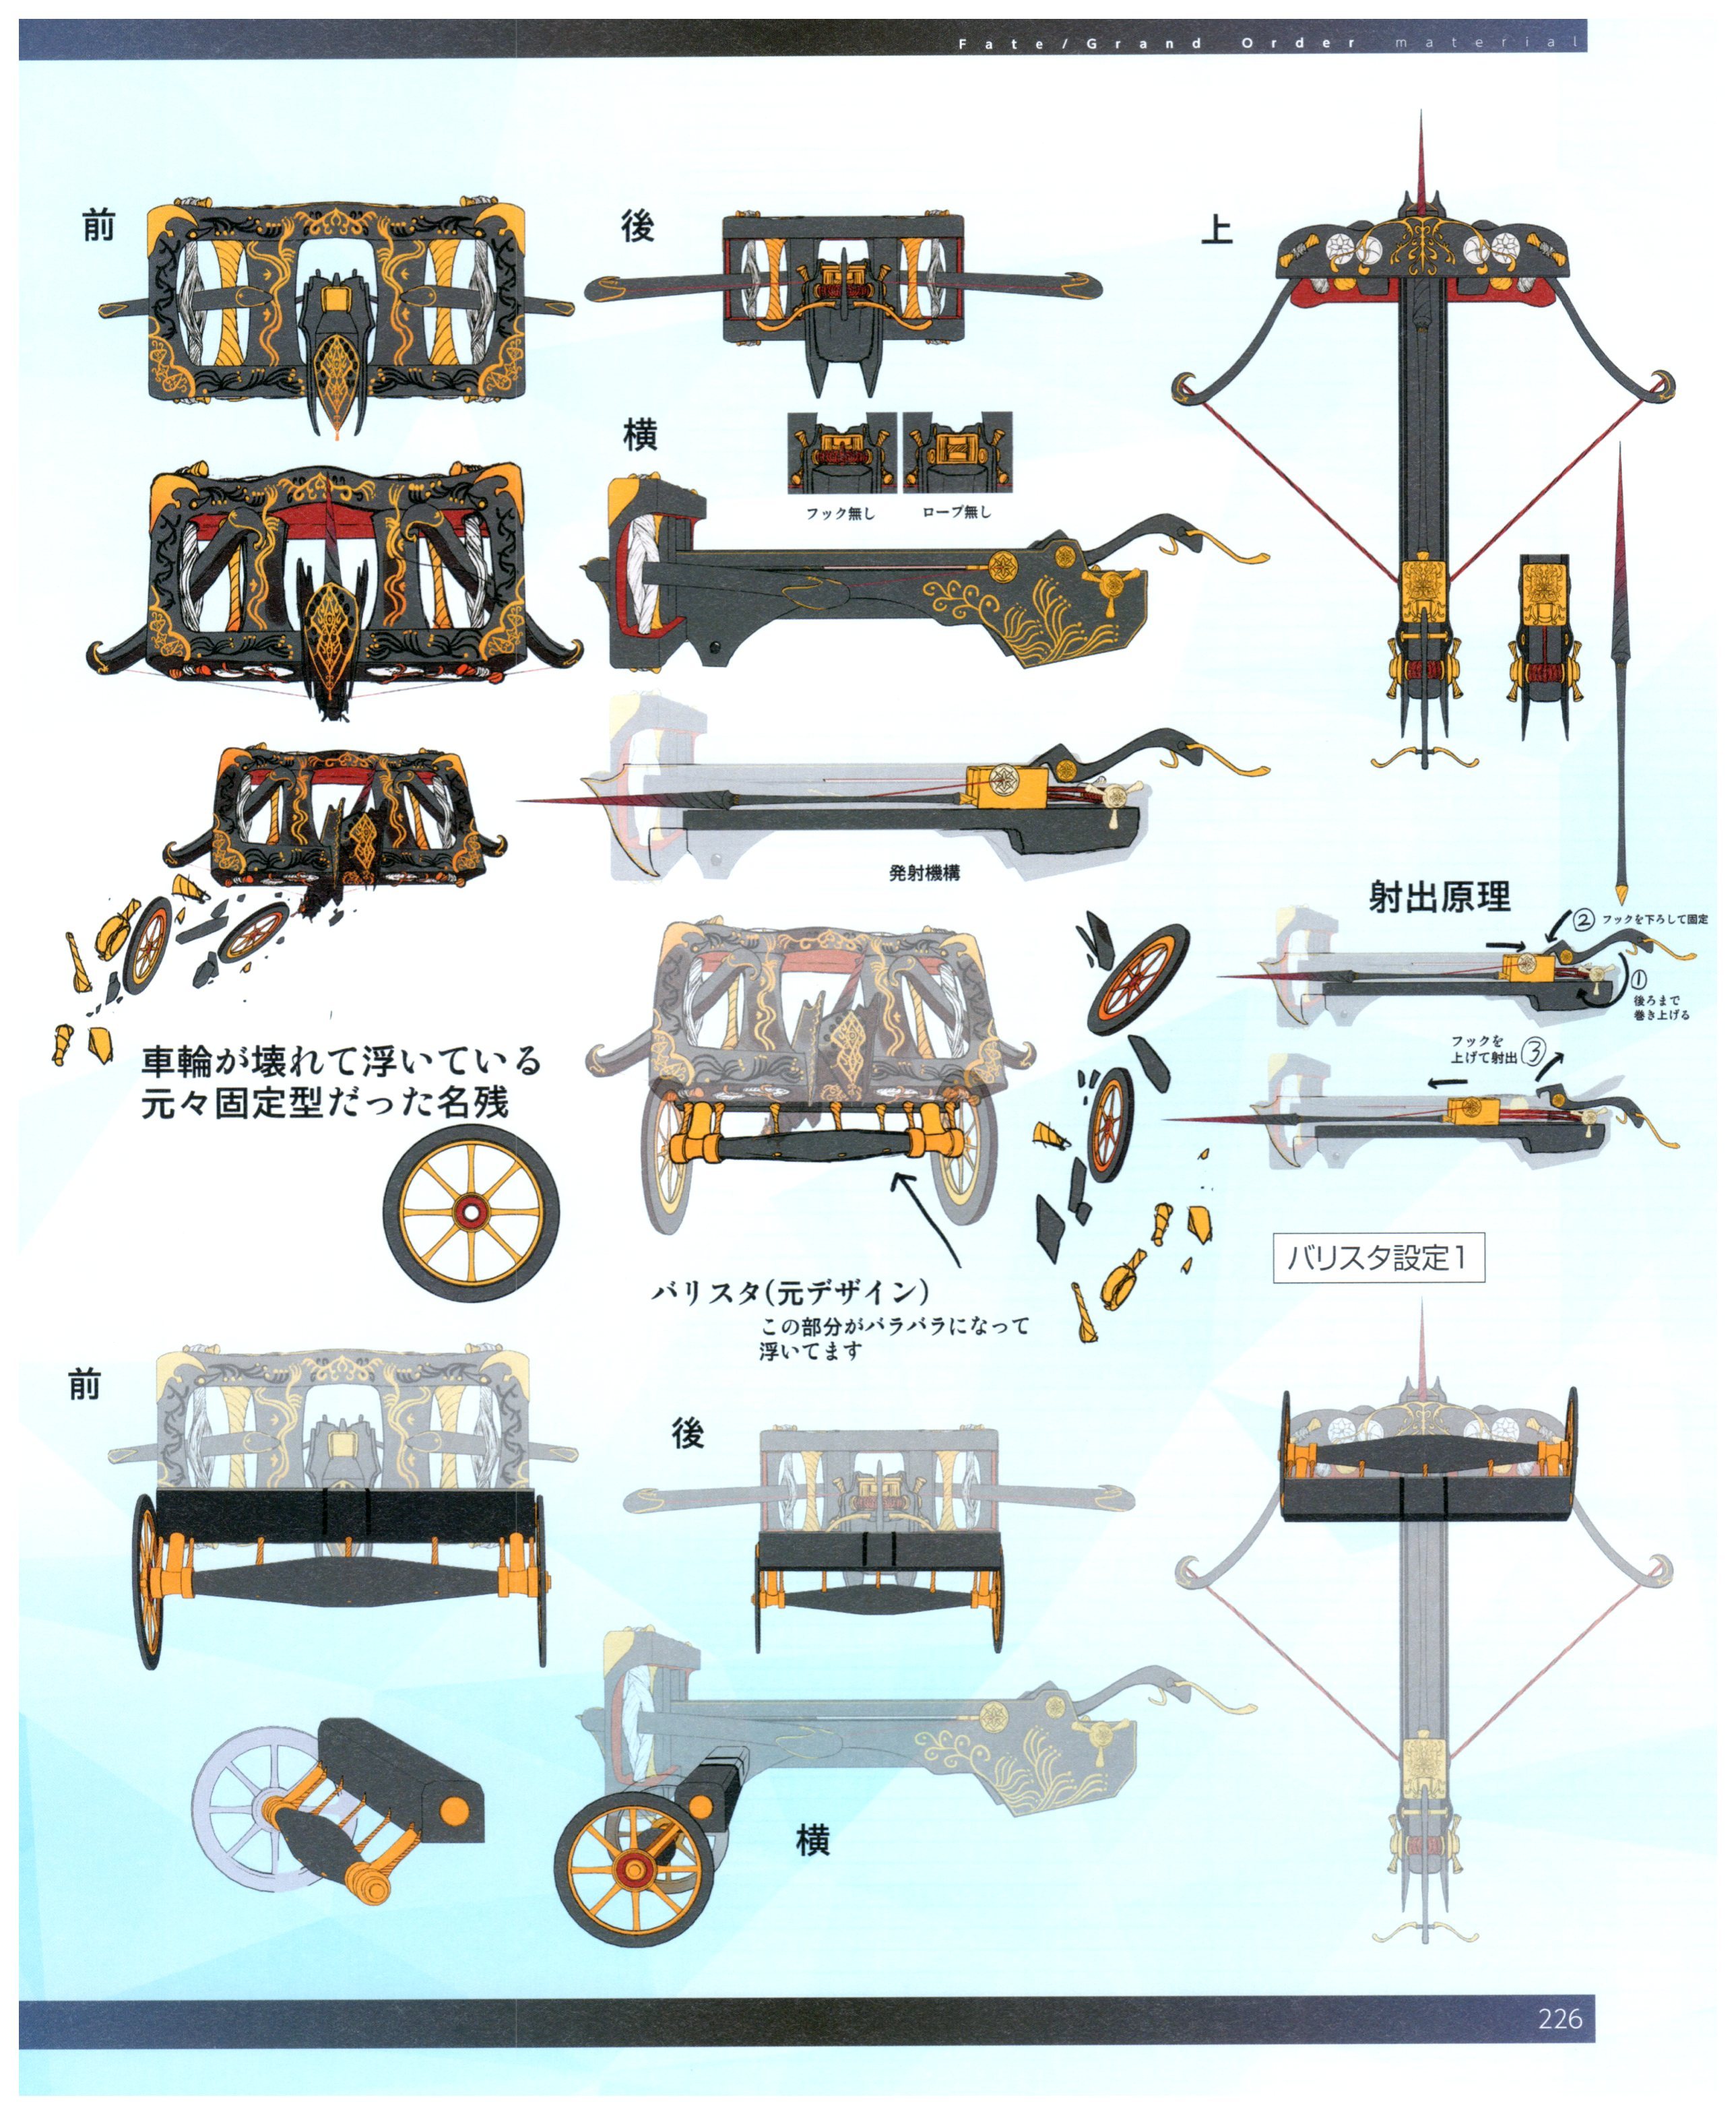 Fate/Grand Order material
前
後
上
横
フック無し
ロープ無し
発射機構
射出原理
②フックを下ろして固定
①
後ろまで
巻き上げる
フックを
上げて射出③
車輪が壊れて浮いている
元々固定型だった名残
バリスタ設定1
バリスタ(元デザイン)
この部分がバラバラになって
浮いてます
前
後
横
226